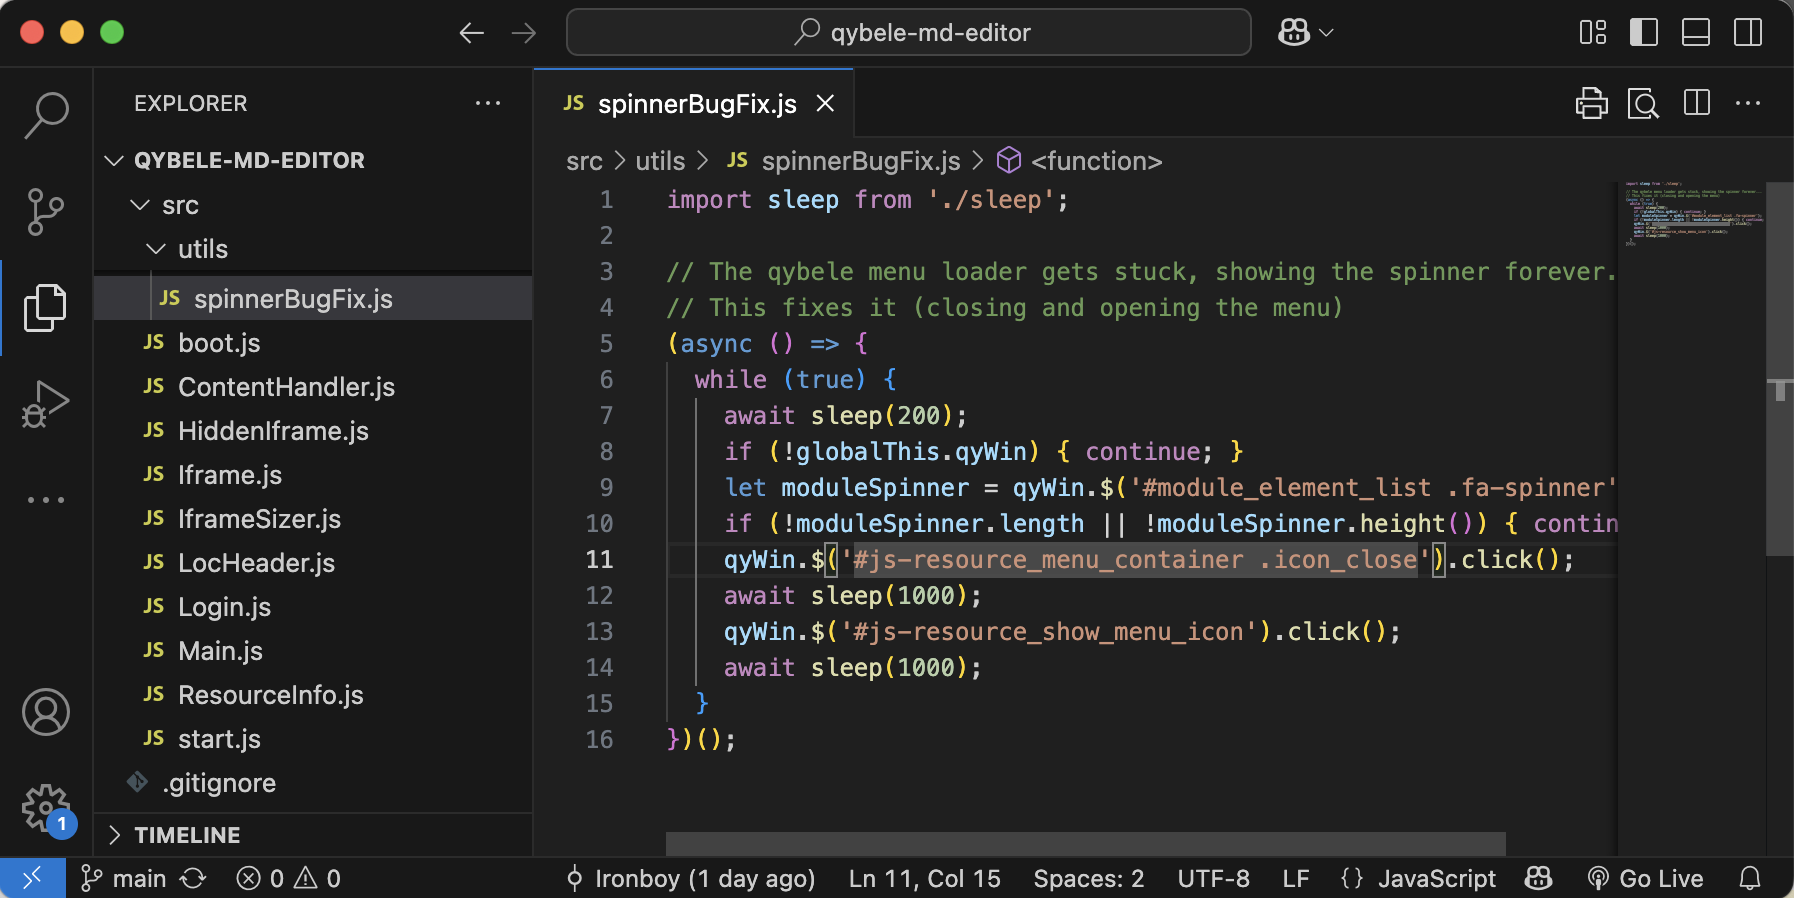 qybele-md-editor
EXPLORER
QYBELE-MD-EDITOR
src
utils
JS spinnerBugFix.js
JS boot.js
JS ContentHandler.js
JS HiddenIframe.js
JS Iframe.js
JS IframeSizer.js
JS LocHeader.js
JS Login.js
JS Main.js
JS ResourceInfo.js
JS start.js
.gitignore
TIMELINE
1
JS spinnerBugFix.js
src > utils > JS spinnerBugFix.js > <function>
1 import sleep from './sleep';
2
3 // The qybele menu loader gets stuck, showing the spinner forever.
4 // This fixes it (closing and opening the menu)
5 (async () => {
6 while (true) {
7 await sleep(200);
8 if (!globalThis.qyWin) { continue; }
9 let moduleSpinner = qyWin.$('#module_element_list .fa-spinner'
10 if (!moduleSpinner.length || !moduleSpinner.height()) { contin
11 qyWin.$('#js-resource_menu_container .icon_close').click();
12 await sleep(1000);
13 qyWin.$('#js-resource_show_menu_icon').click();
14 await sleep(1000);
15 }
16 })();
main 0 0 Ironboy (1 day ago) Ln 11, Col 15 Spaces: 2 UTF-8 LF {} JavaScript Go Live